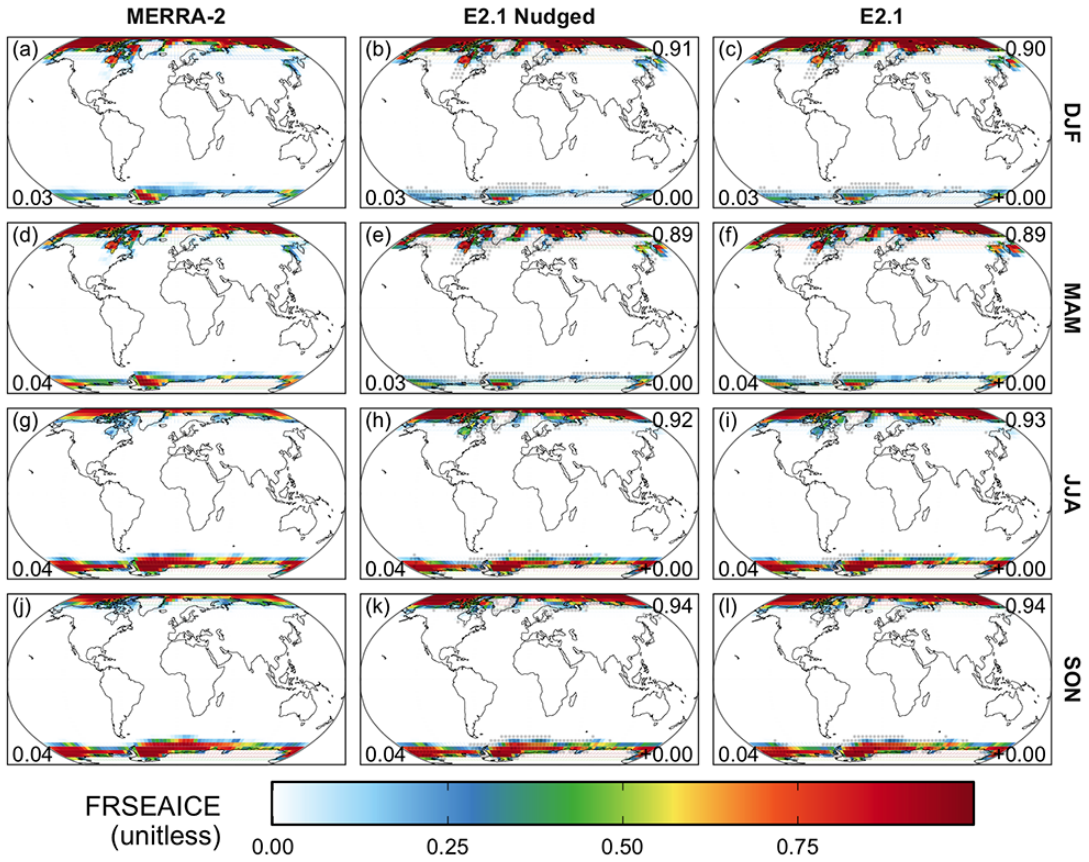 MERRA-2 E2.1 Nudged E2.1
(a) (b) 0.91 (c) 0.90
DJF
0.03 0.03 -0.00 0.03 +0.00
(d) (e) 0.89 (f) 0.89
MAM
0.04 0.03 -0.00 0.04 +0.00
(g) (h) 0.92 (i) 0.93
JJA
0.04 0.04 +0.00 0.04 +0.00
(j) (k) 0.94 (l) 0.94
SON
0.04 0.04 +0.00 0.04 +0.00
FRSEAICE
(unitless)
0.00 0.25 0.50 0.75